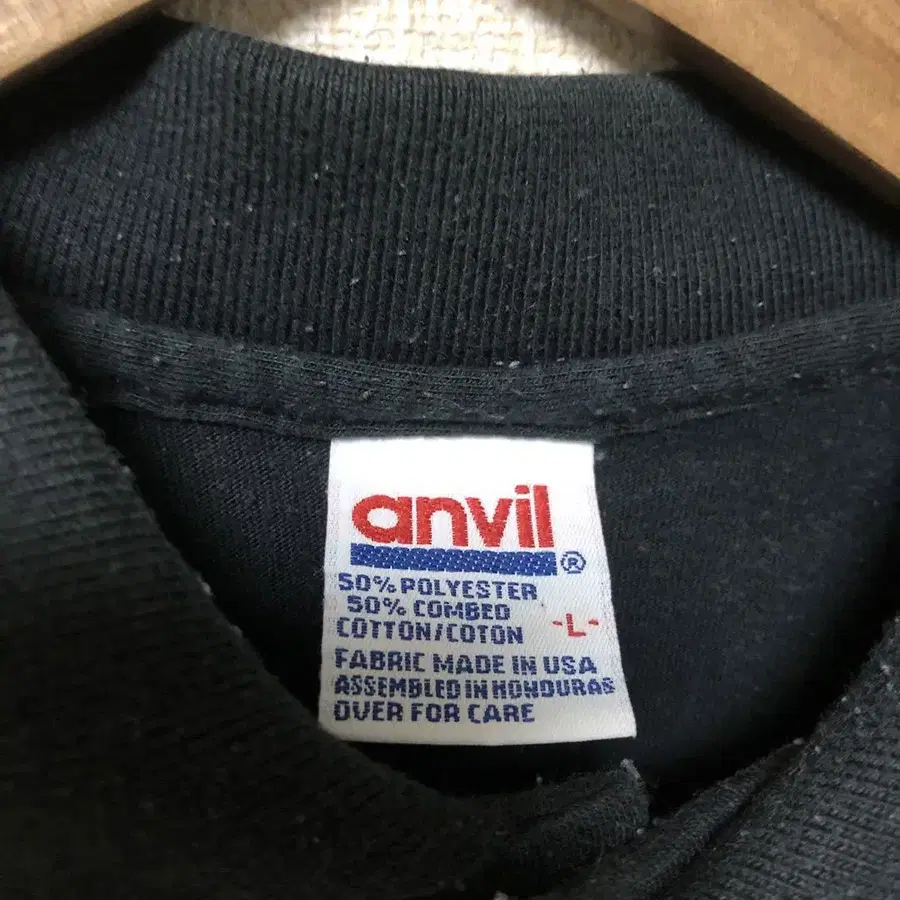 anvil®
50% POLYESTER
50% COMBED
COTTON/COTON
-L-
FABRIC MADE IN USA
ASSEMBLED IN HONDURAS
OVER FOR CARE